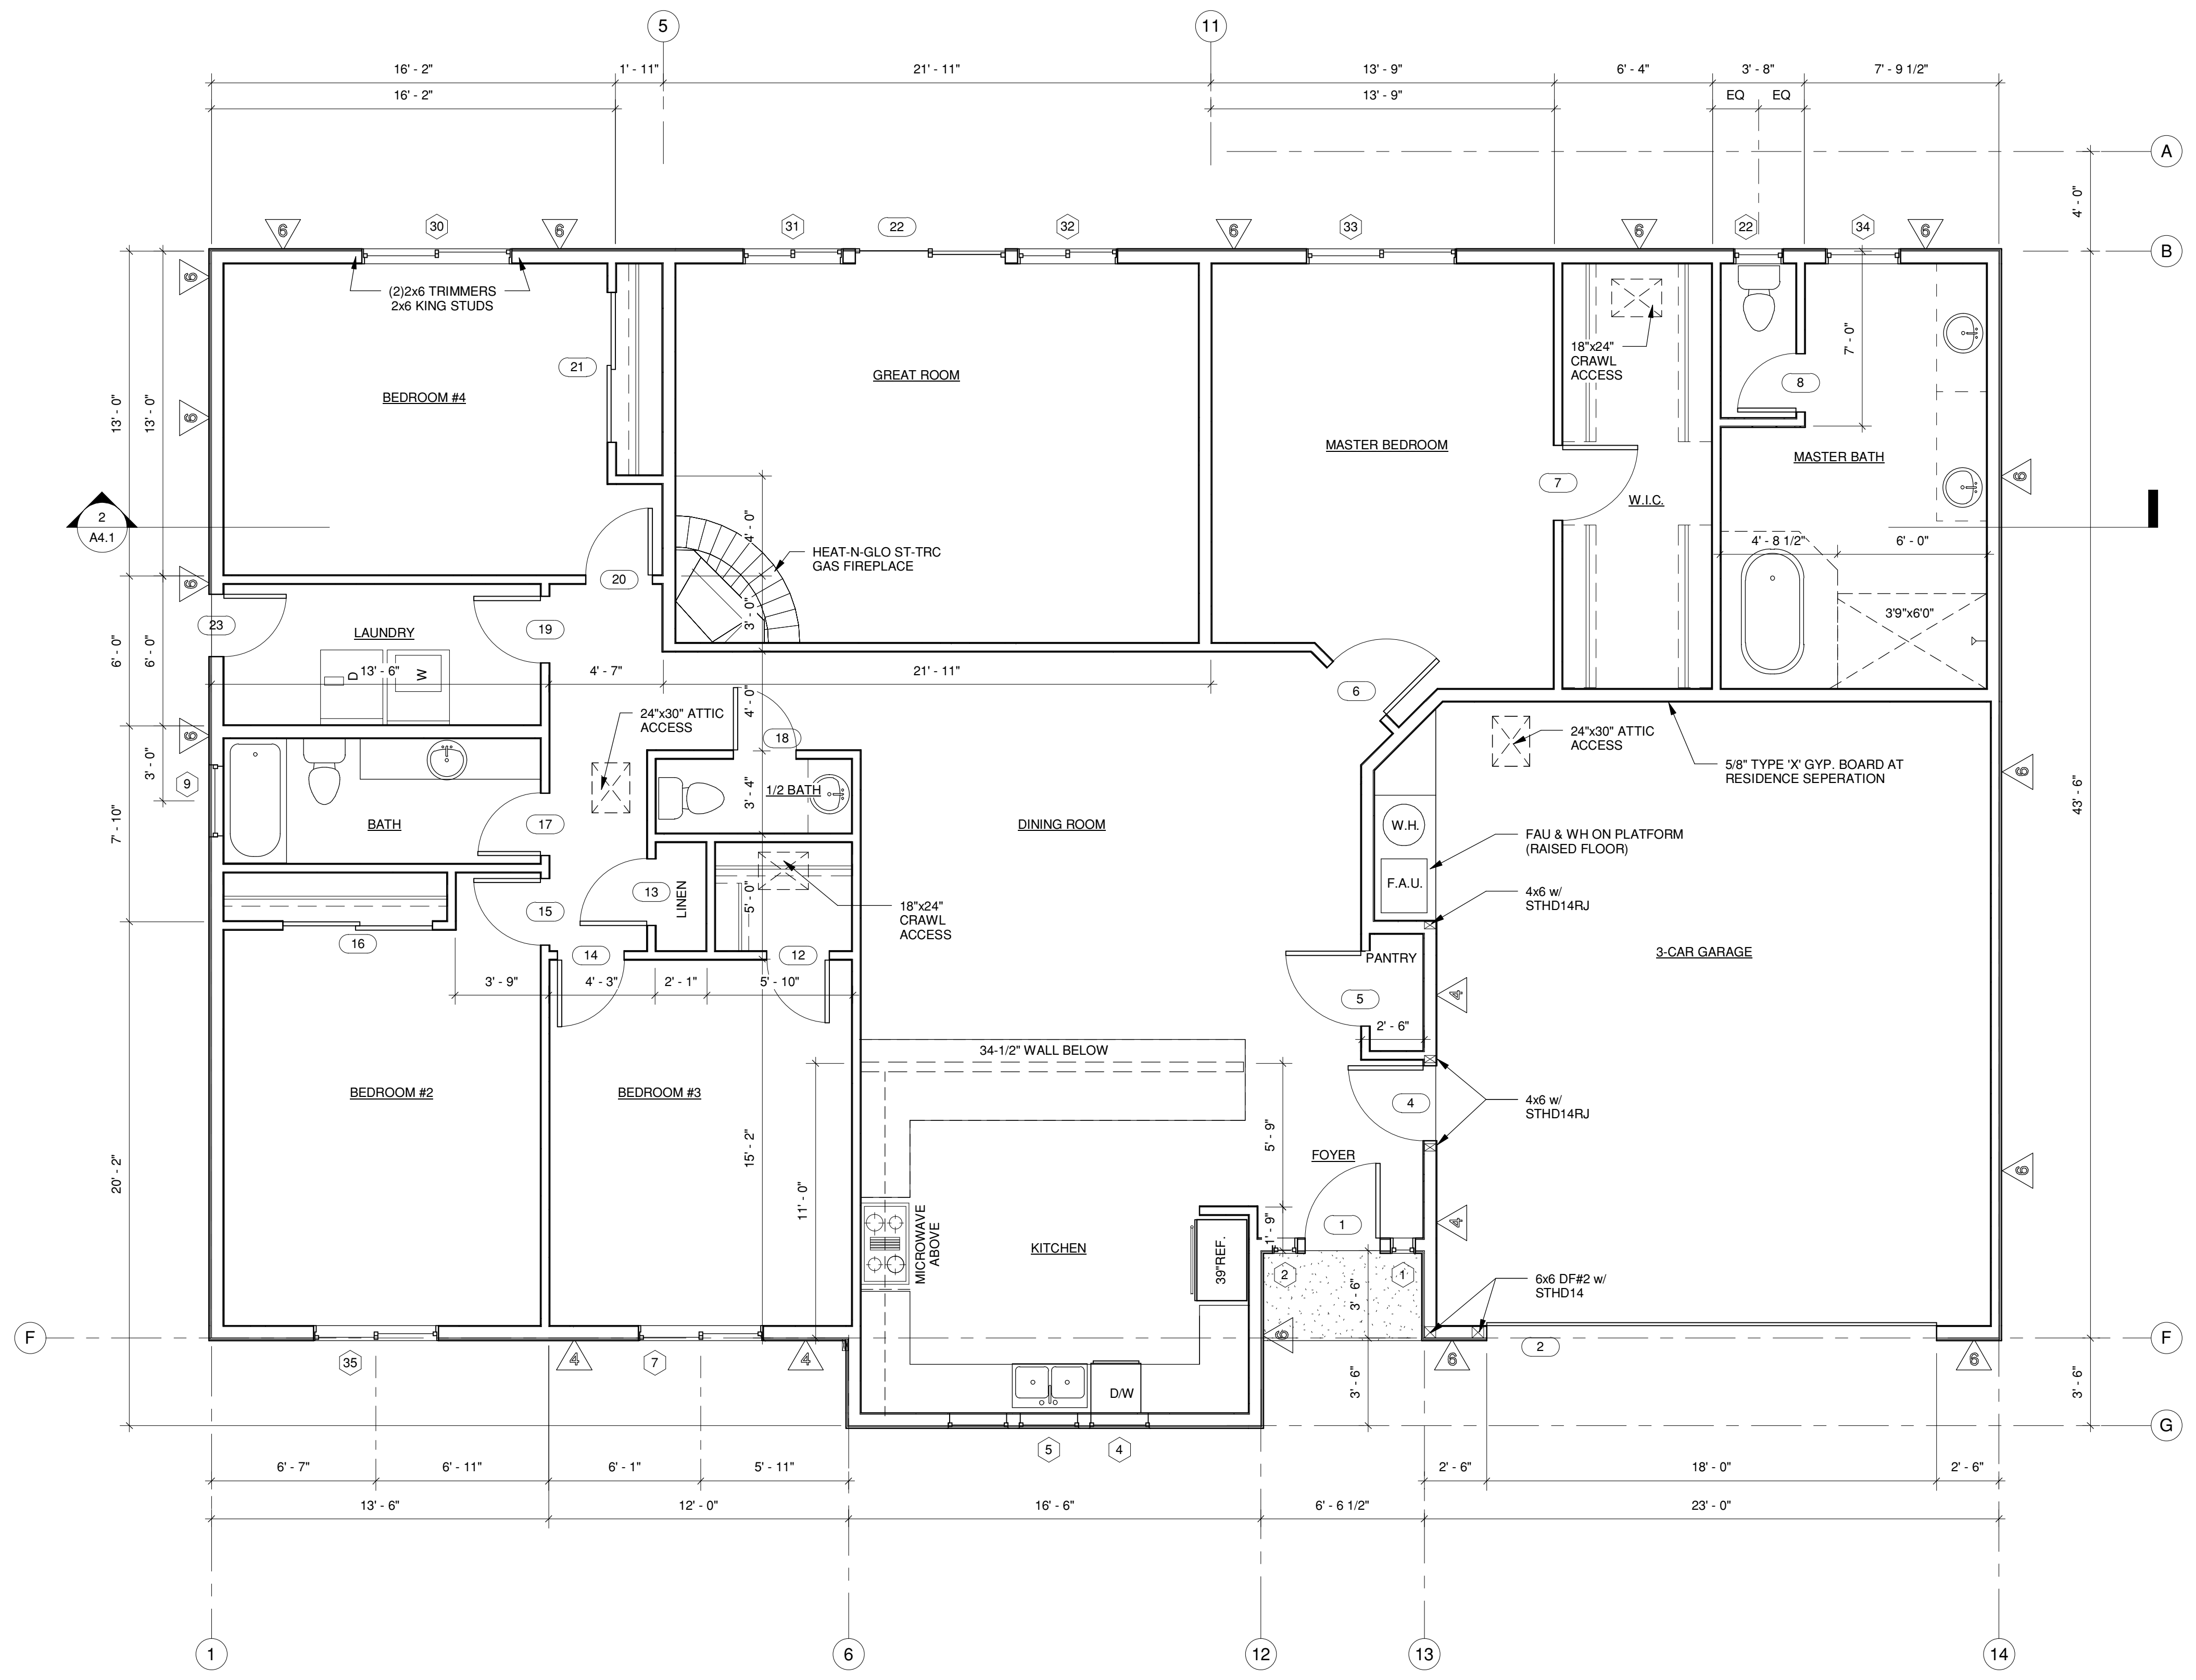 5
11
16' - 2"
1' - 11"
21' - 11"
13' - 9"
6' - 4"
3' - 8"
7' - 9 1/2"
16' - 2"
13' - 9"
EQ
EQ
A
4' - 0"
6
30
6
31
22
32
6
33
6
22
34
6
B
6
(2)2x6 TRIMMERS
2x6 KING STUDS
18"x24"
CRAWL
ACCESS
7' - 0"
21
8
GREAT ROOM
BEDROOM #4
13' - 0"
13' - 0"
6
MASTER BEDROOM
MASTER BATH
7
W.I.C.
6
2
A4.1
4' - 0"
HEAT-N-GLO ST-TRC
GAS FIREPLACE
4' - 8 1/2"
6' - 0"
6
20
3' - 0"
3'9"x6'0"
23
LAUNDRY
19
6' - 0"
6' - 0"
13' - 6"
D
W
4' - 7"
21' - 11"
6
4' - 0"
24"x30" ATTIC
ACCESS
24"x30" ATTIC
ACCESS
6
18
3' - 0"
9
5/8" TYPE 'X' GYP. BOARD AT
RESIDENCE SEPERATION
6
43' - 6"
3' - 4"
1/2 BATH
7' - 10"
BATH
17
DINING ROOM
W.H.
FAU & WH ON PLATFORM
(RAISED FLOOR)
F.A.U.
4x6 w/
STHD14RJ
13
LINEN
5' - 0"
18"x24"
CRAWL
ACCESS
15
16
14
12
PANTRY
3-CAR GARAGE
3' - 9"
4' - 3"
2' - 1"
5' - 10"
5
4
2' - 6"
34-1/2" WALL BELOW
BEDROOM #2
BEDROOM #3
4
4x6 w/
STHD14RJ
5' - 9"
15' - 2"
FOYER
20' - 2"
11' - 0"
6
MICROWAVE
ABOVE
KITCHEN
39"REF.
1' - 9"
1
4
2
1
3' - 6"
6x6 DF#2 w/
STHD14
F
6
F
35
4
7
4
2
6
6
D/W
3' - 6"
3' - 6"
G
5
4
6' - 7"
6' - 11"
6' - 1"
5' - 11"
2' - 6"
18' - 0"
2' - 6"
13' - 6"
12' - 0"
16' - 6"
6' - 6 1/2"
23' - 0"
1
6
12
13
14